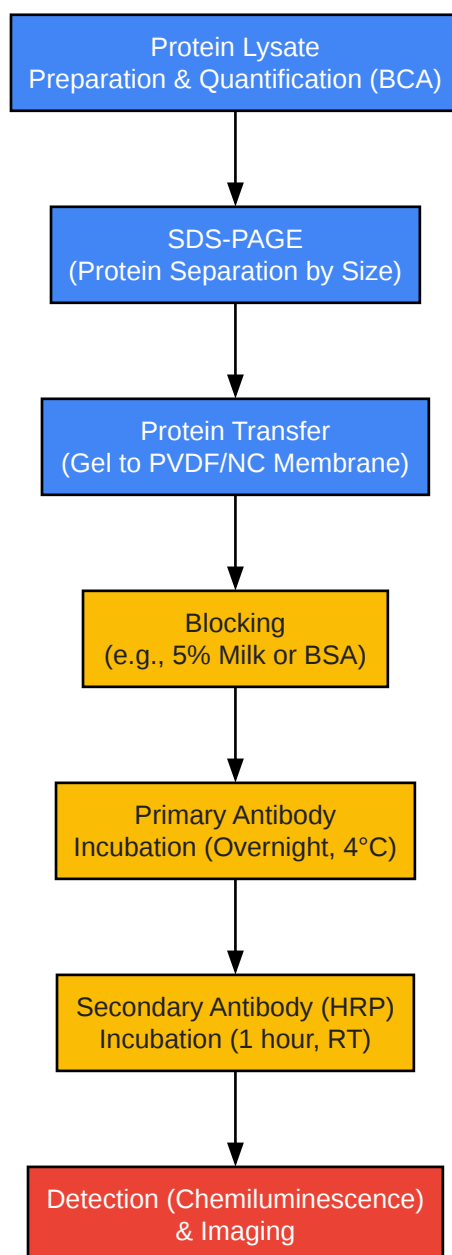 Protein Lysate
Preparation & Quantification (BCA)
SDS-PAGE
(Protein Separation by Size)
Protein Transfer
(Gel to PVDF/NC Membrane)
Blocking
(e.g., 5% Milk or BSA)
Primary Antibody
Incubation (Overnight, 4°C)
Secondary Antibody (HRP)
Incubation (1 hour, RT)
Detection (Chemiluminescence)
& Imaging